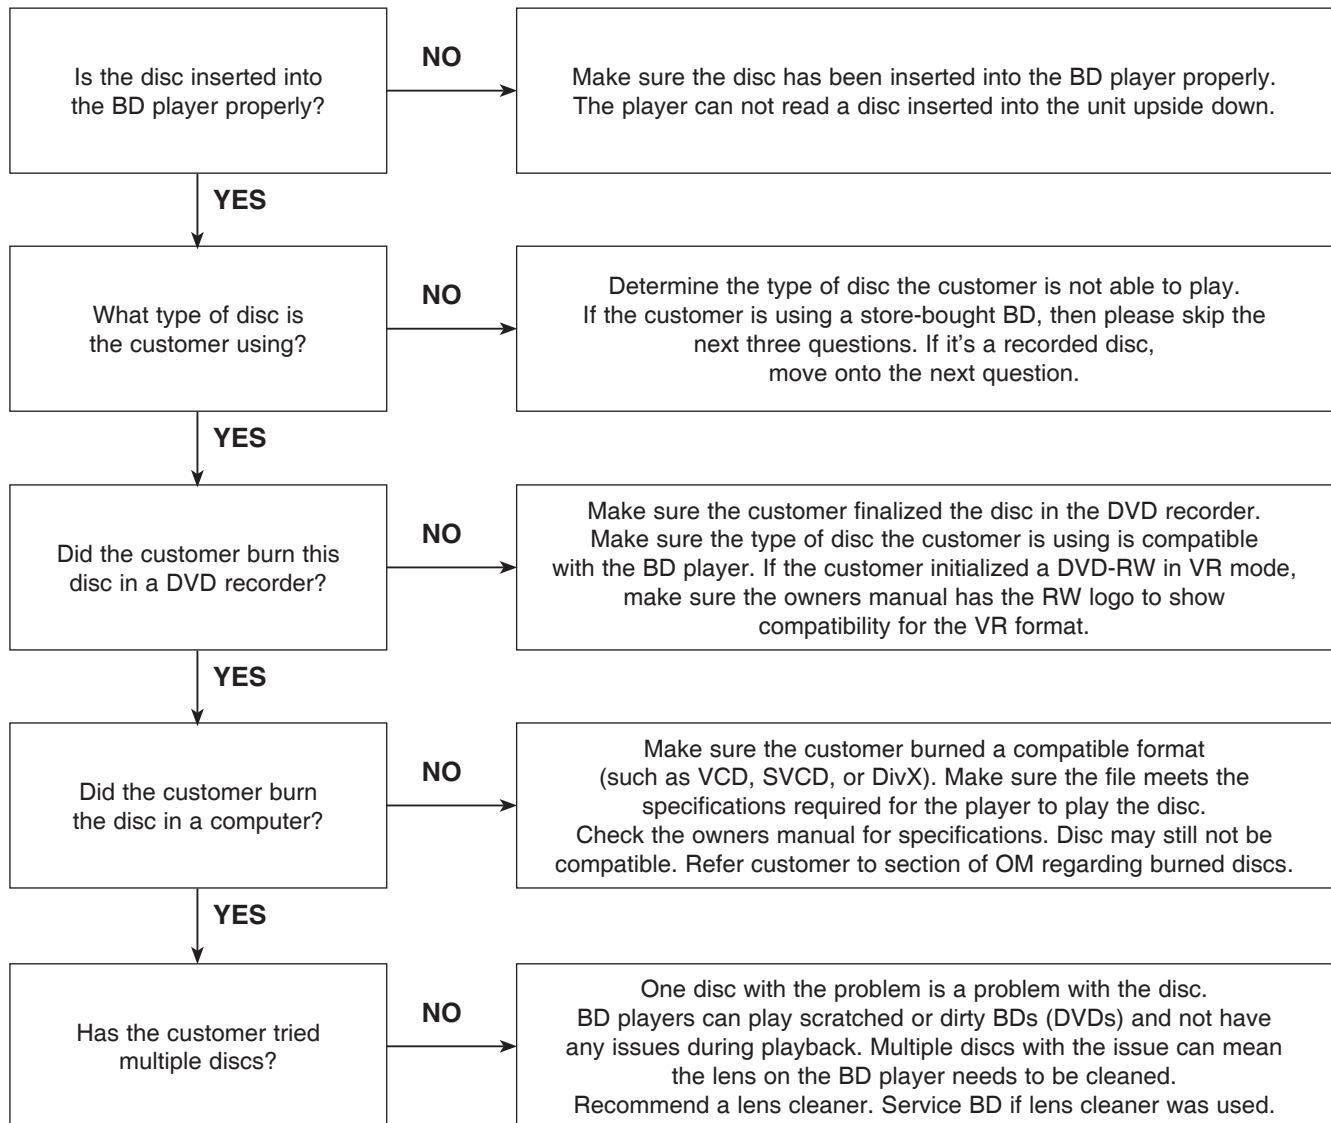 Is the disc inserted into
the BD player properly?
NO
Make sure the disc has been inserted into the BD player properly.
The player can not read a disc inserted into the unit upside down.
YES
What type of disc is
the customer using?
NO
Determine the type of disc the customer is not able to play.
If the customer is using a store-bought BD, then please skip the
next three questions. If it's a recorded disc,
move onto the next question.
YES
Did the customer burn this
disc in a DVD recorder?
NO
Make sure the customer finalized the disc in the DVD recorder.
Make sure the type of disc the customer is using is compatible
with the BD player. If the customer initialized a DVD-RW in VR mode,
make sure the owners manual has the RW logo to show
compatibility for the VR format.
YES
Did the customer burn
the disc in a computer?
NO
Make sure the customer burned a compatible format
(such as VCD, SVCD, or DivX). Make sure the file meets the
specifications required for the player to play the disc.
Check the owners manual for specifications. Disc may still not be
compatible. Refer customer to section of OM regarding burned discs.
YES
Has the customer tried
multiple discs?
NO
One disc with the problem is a problem with the disc.
BD players can play scratched or dirty BDs (DVDs) and not have
any issues during playback. Multiple discs with the issue can mean
the lens on the BD player needs to be cleaned.
Recommend a lens cleaner. Service BD if lens cleaner was used.